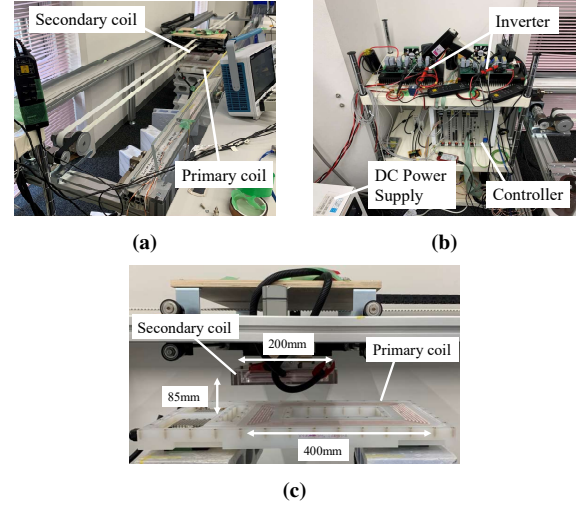 Secondary coil
Primary coil
(a)
Inverter
DC Power
Supply
Controller
(b)
Secondary coil
200mm
Primary coil
85mm
400mm
(c)